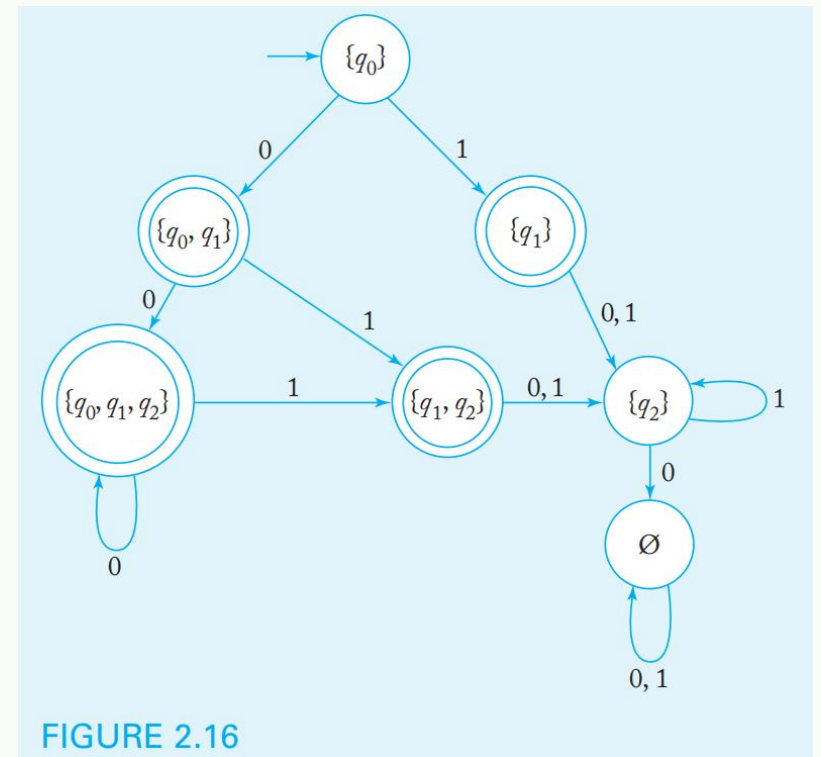 {q0}
0
1
{q0, q1}
{q1}
0
1
0, 1
{q0, q1, q2}
1
{q1, q2}
0, 1
{q2}
1
0
0
Ø
0, 1
FIGURE 2.16